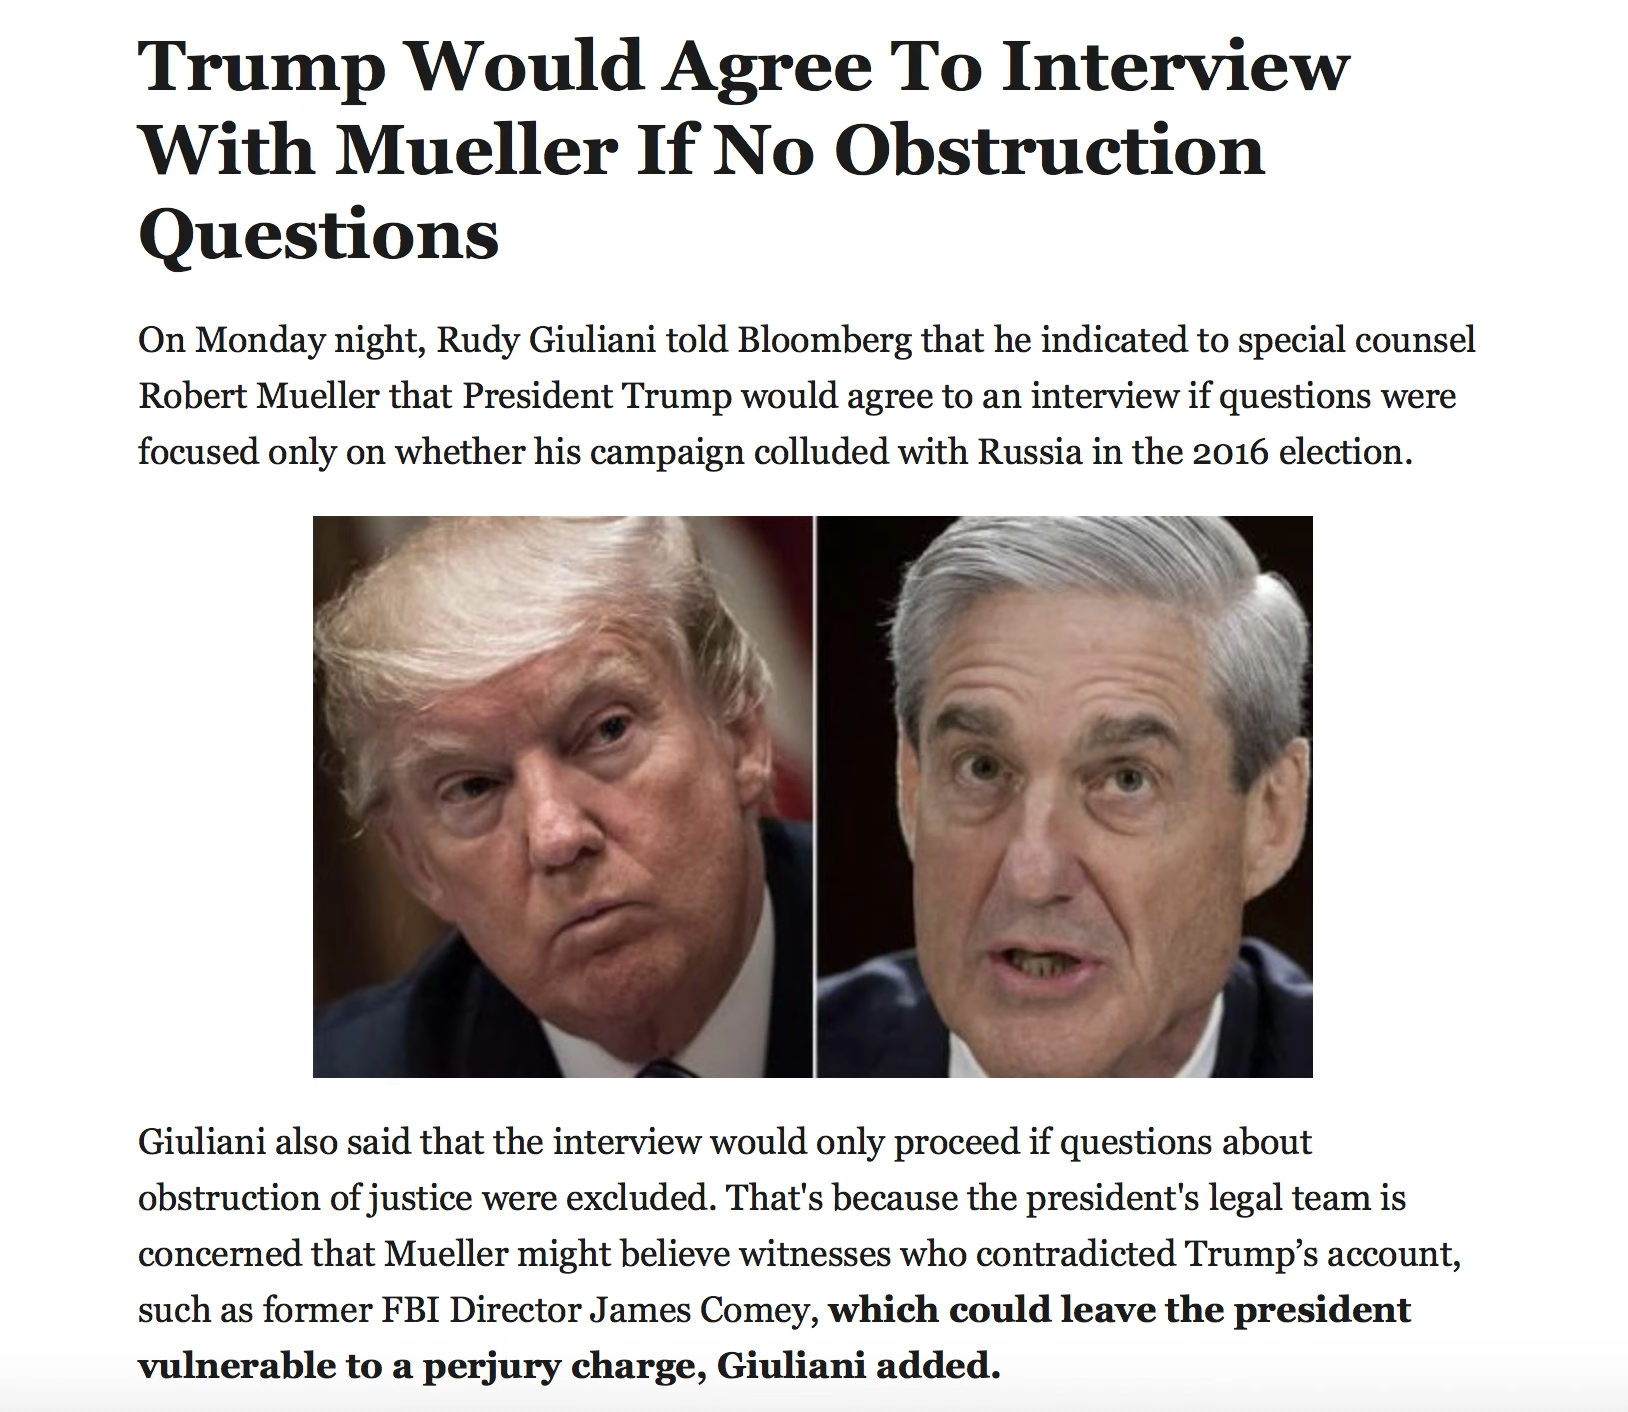 Trump Would Agree To Interview
With Mueller If No Obstruction
Questions
On Monday night, Rudy Giuliani told Bloomberg that he indicated to special counsel
Robert Mueller that President Trump would agree to an interview if questions were
focused only on whether his campaign colluded with Russia in the 2016 election.
Giuliani also said that the interview would only proceed if questions about
obstruction of justice were excluded. That's because the president's legal team is
concerned that Mueller might believe witnesses who contradicted Trump’s account,
such as former FBI Director James Comey, which could leave the president
vulnerable to a perjury charge, Giuliani added.